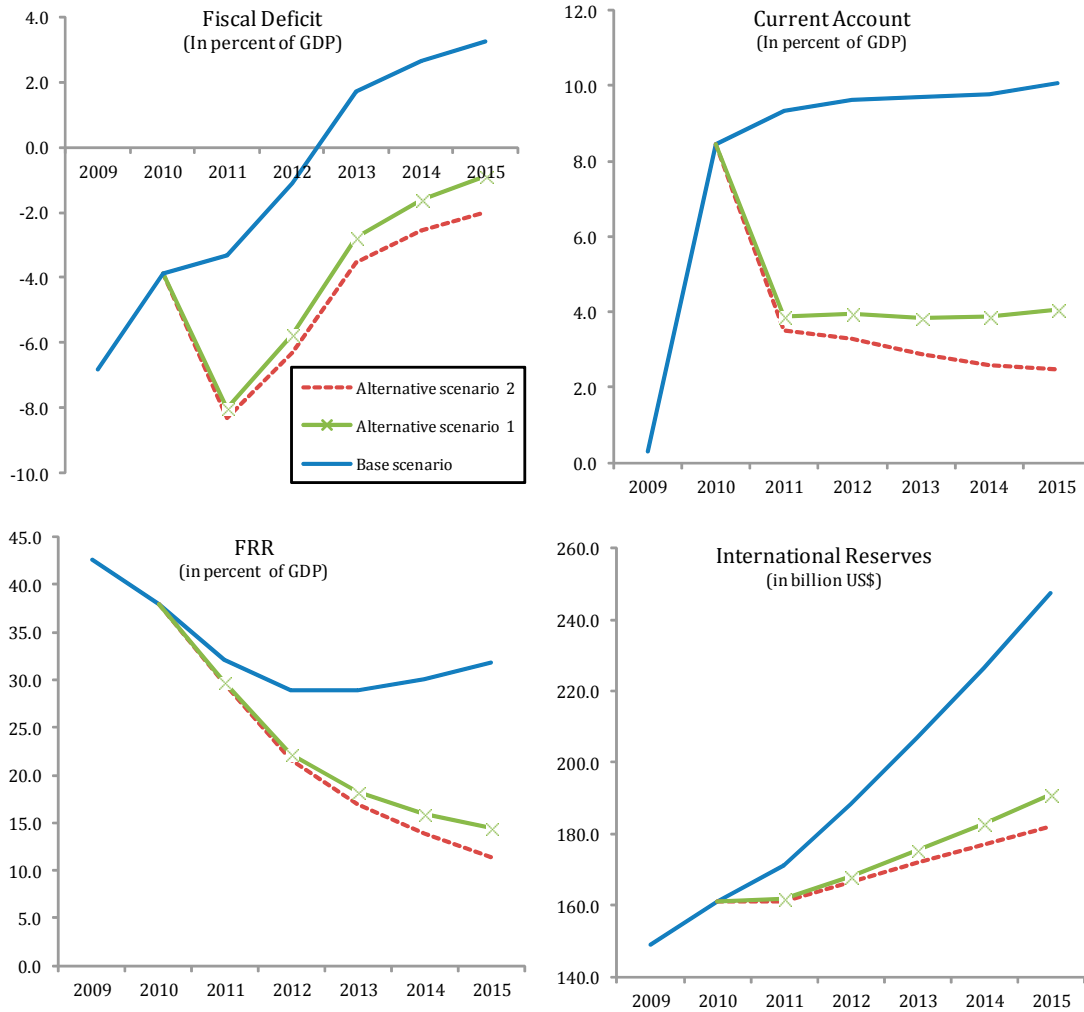 Fiscal Deficit
(In percent of GDP)
4.0
2.0
0.0
-2.0
-4.0
-6.0
-8.0
-10.0
2009 2010 2011 2012 2013 2014 2015
Alternative scenario 2
Alternative scenario 1
Base scenario
Current Account
(In percent of GDP)
12.0
10.0
8.0
6.0
4.0
2.0
0.0
2009 2010 2011 2012 2013 2014 2015
FRR
(in percent of GDP)
45.0
40.0
35.0
30.0
25.0
20.0
15.0
10.0
5.0
0.0
2009 2010 2011 2012 2013 2014 2015
International Reserves
(in billion US$)
260.0
240.0
220.0
200.0
180.0
160.0
140.0
2009 2010 2011 2012 2013 2014 2015